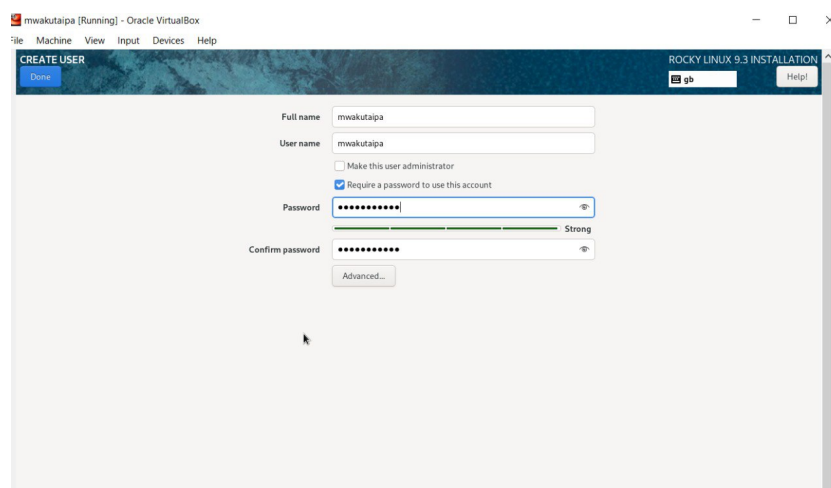 mwakutaipa [Running] - Oracle VirtualBox
File Machine View Input Devices Help
CREATE USER
ROCKY LINUX 9.3 INSTALLATION
Done
gb
Help!
Full name mwakutaipa
User name mwakutaipa
Make this user administrator
Require a password to use this account
Password ●●●●●●●●●●●
Strong
Confirm password ●●●●●●●●●●●
Advanced...